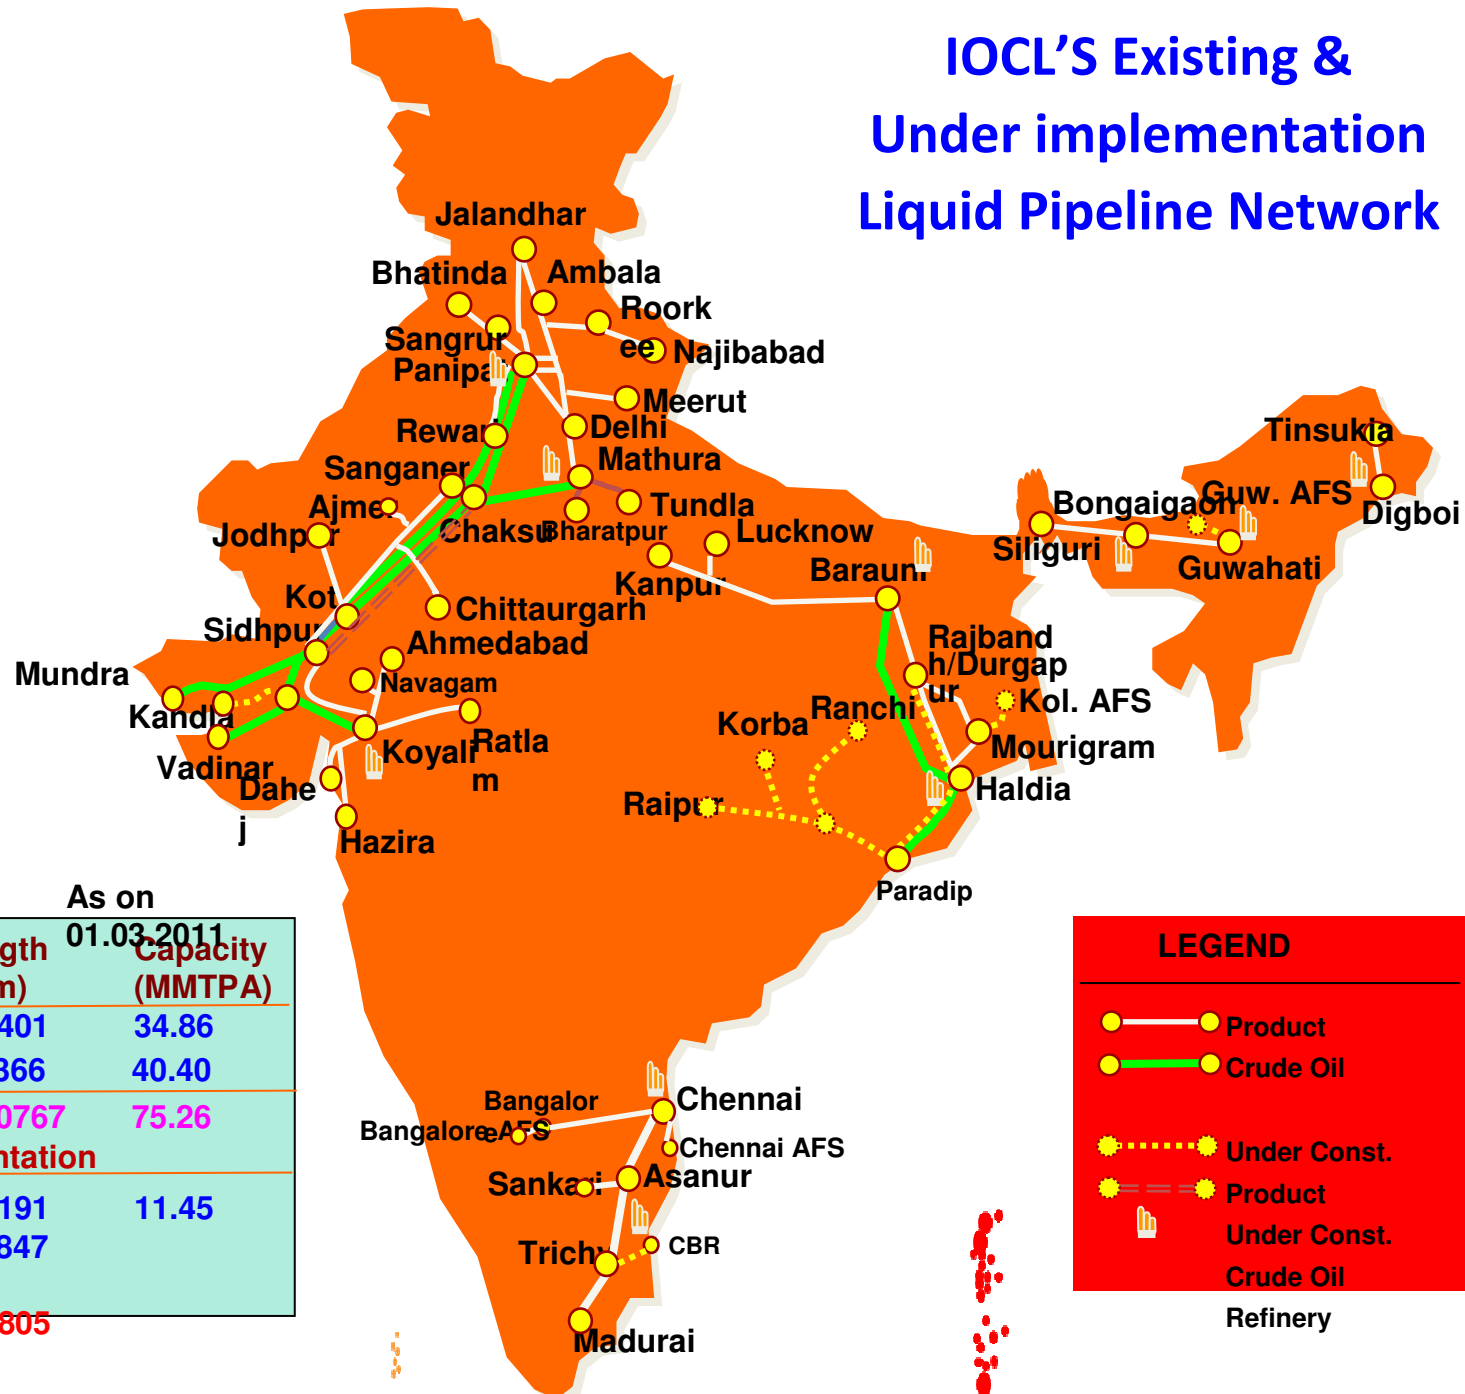 IOCL'S Existing &
Under implementation
Liquid Pipeline Network
Jalandhar
Bhatinda
Ambala
Roork
ee
Sangrur
Najibabad
Panipa
Meerut
Rewari
Delhi
Mathura
Sanganer
Ajmer
Tundla
Jodhpur
Chaksu
Bharatpur
Lucknow
Kanpur
Barauni
Tinsukia
Bongaigaon
Guw. AFS
Digboi
Siliguri
Guwahati
Kot
Chittaurgarh
Sidhpur
Ahmedabad
Rajband
h/Durgap
ur
Mundra
Navagam
Kandla
Korba
Ranchi
Kol. AFS
Koyali
Ratla
m
Mourigram
Vadinar
Dahe
j
Raipur
Haldia
Hazira
Paradip
As on
01.03.2011
gth
m)
Capacity
(MMTPA)
401 34.86
366 40.40
0767 75.26
ntation
191 11.45
847
805
Bangalor
e
Chennai
Bangalore AFS
Chennai AFS
Sankari
Asanur
Trichy
CBR
Madurai
LEGEND
Product
Crude Oil
Under Const.
Product
Under Const.
Crude Oil
Refinery